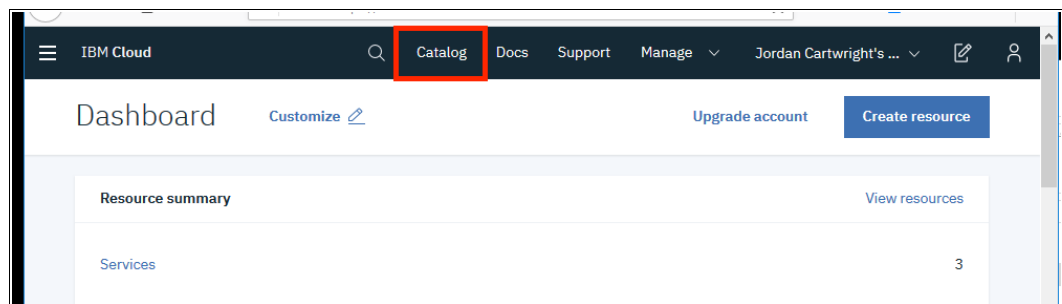 IBM Cloud Catalog Docs Support Manage Jordan Cartwright's ...
Dashboard Customize Upgrade account Create resource
Resource summary View resources
Services 3